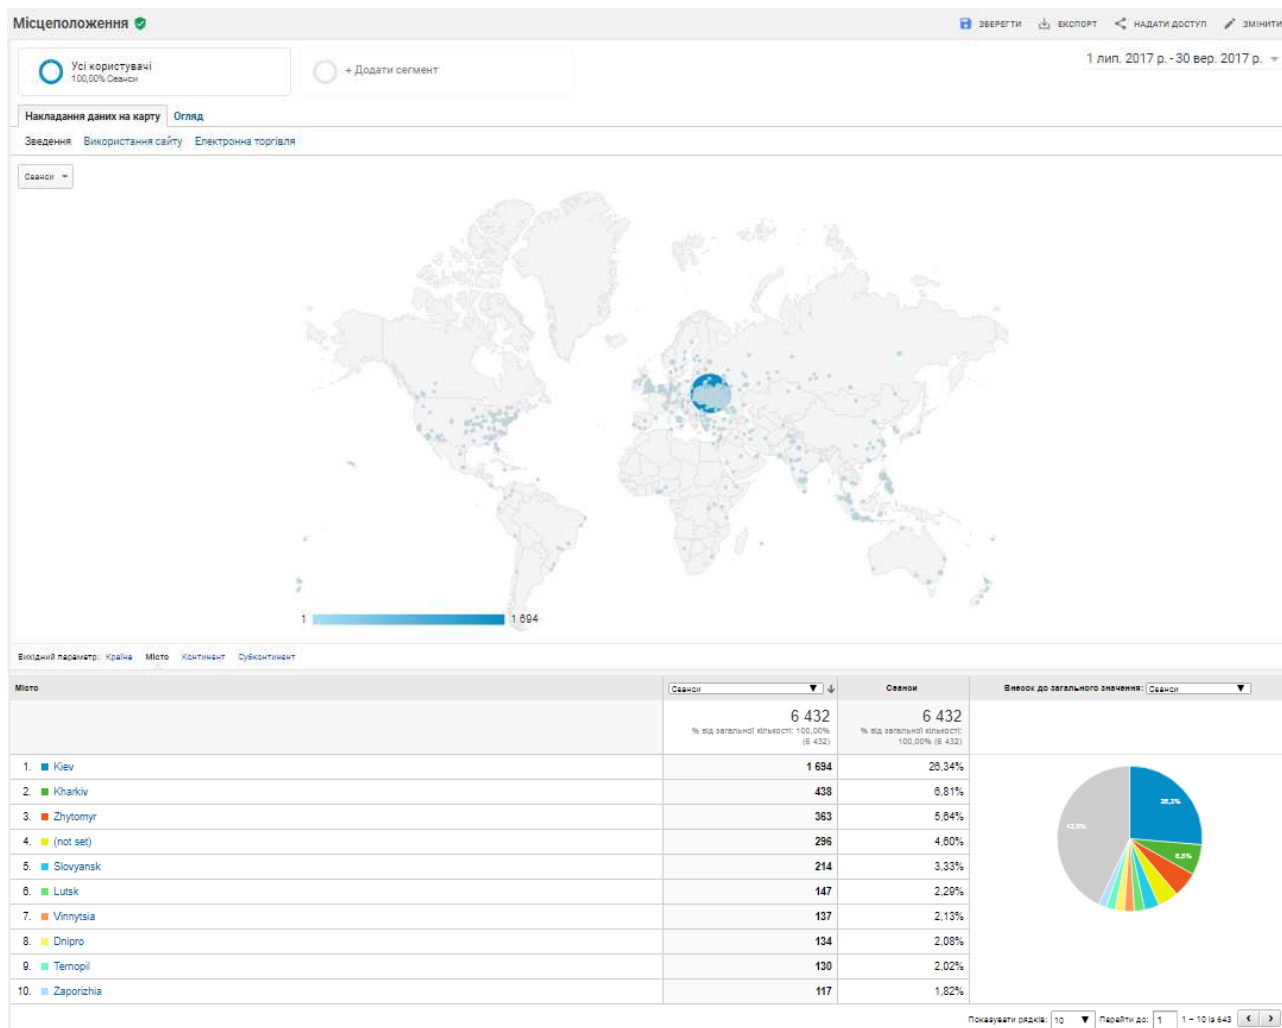 Місцеположення
ЗБЕРЕГТИ ЕКСПОРТ НАДАТИ ДОСТУП ЗМІНИТИ
1 лип. 2017 р. - 30 вер. 2017 р.
Усі користувачі
100,00% Сеанси
+ Додати сегмент
Накладання даних на карту Огляд
Зведення Використання сайту Електронна торгівля
Сеанси
1 1 694
Вихідний параметр: Країна Місто Континент Субконтинент
Місто Сеанси Сеанси Внесок до загального значення: Сеанси
6 432 6 432
% від загальної кількості: 100,00% (6 432) % від загальної кількості: 100,00% (6 432)
1. Kiev 1 694 26,34%
2. Kharkiv 438 6,81%
3. Zhytomyr 363 5,64%
4. (not set) 296 4,60%
5. Slovyansk 214 3,33%
6. Lutsk 147 2,29%
7. Vinnytsia 137 2,13%
8. Dnipro 134 2,08%
9. Ternopil 130 2,02%
10. Zaporizhia 117 1,82%
26,3%
6,8%
42,9%
Показувати рядків: 10 Перейти до: 1 1 – 10 із 643